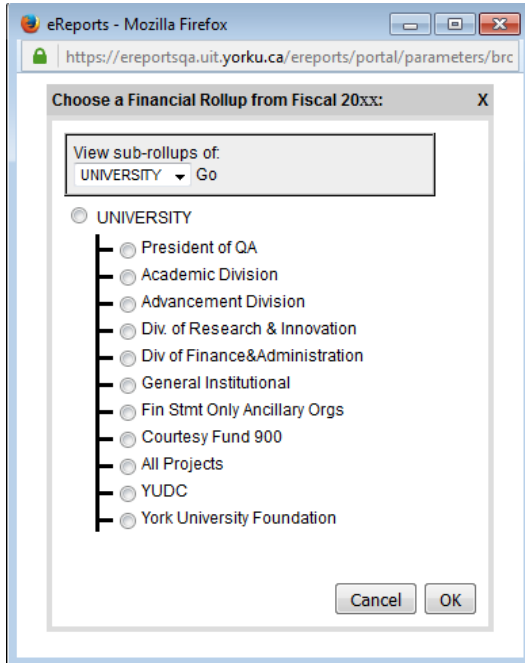 eReports - Mozilla Firefox
https://ereportsqa.uit.yorku.ca/ereports/portal/parameters/brc
Choose a Financial Rollup from Fiscal 20xx: X
View sub-rollups of:
UNIVERSITY Go
UNIVERSITY
President of QA
Academic Division
Advancement Division
Div. of Research & Innovation
Div of Finance&Administration
General Institutional
Fin Stmt Only Ancillary Orgs
Courtesy Fund 900
All Projects
YUDC
York University Foundation
Cancel OK